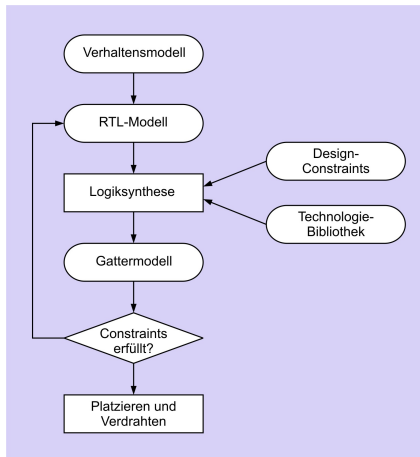 Verhaltensmodell
RTL-Modell
Design-
Constraints
Logiksynthese
Technologie-
Bibliothek
Gattermodell
Constraints
erfüllt?
Platzieren und
Verdrahten